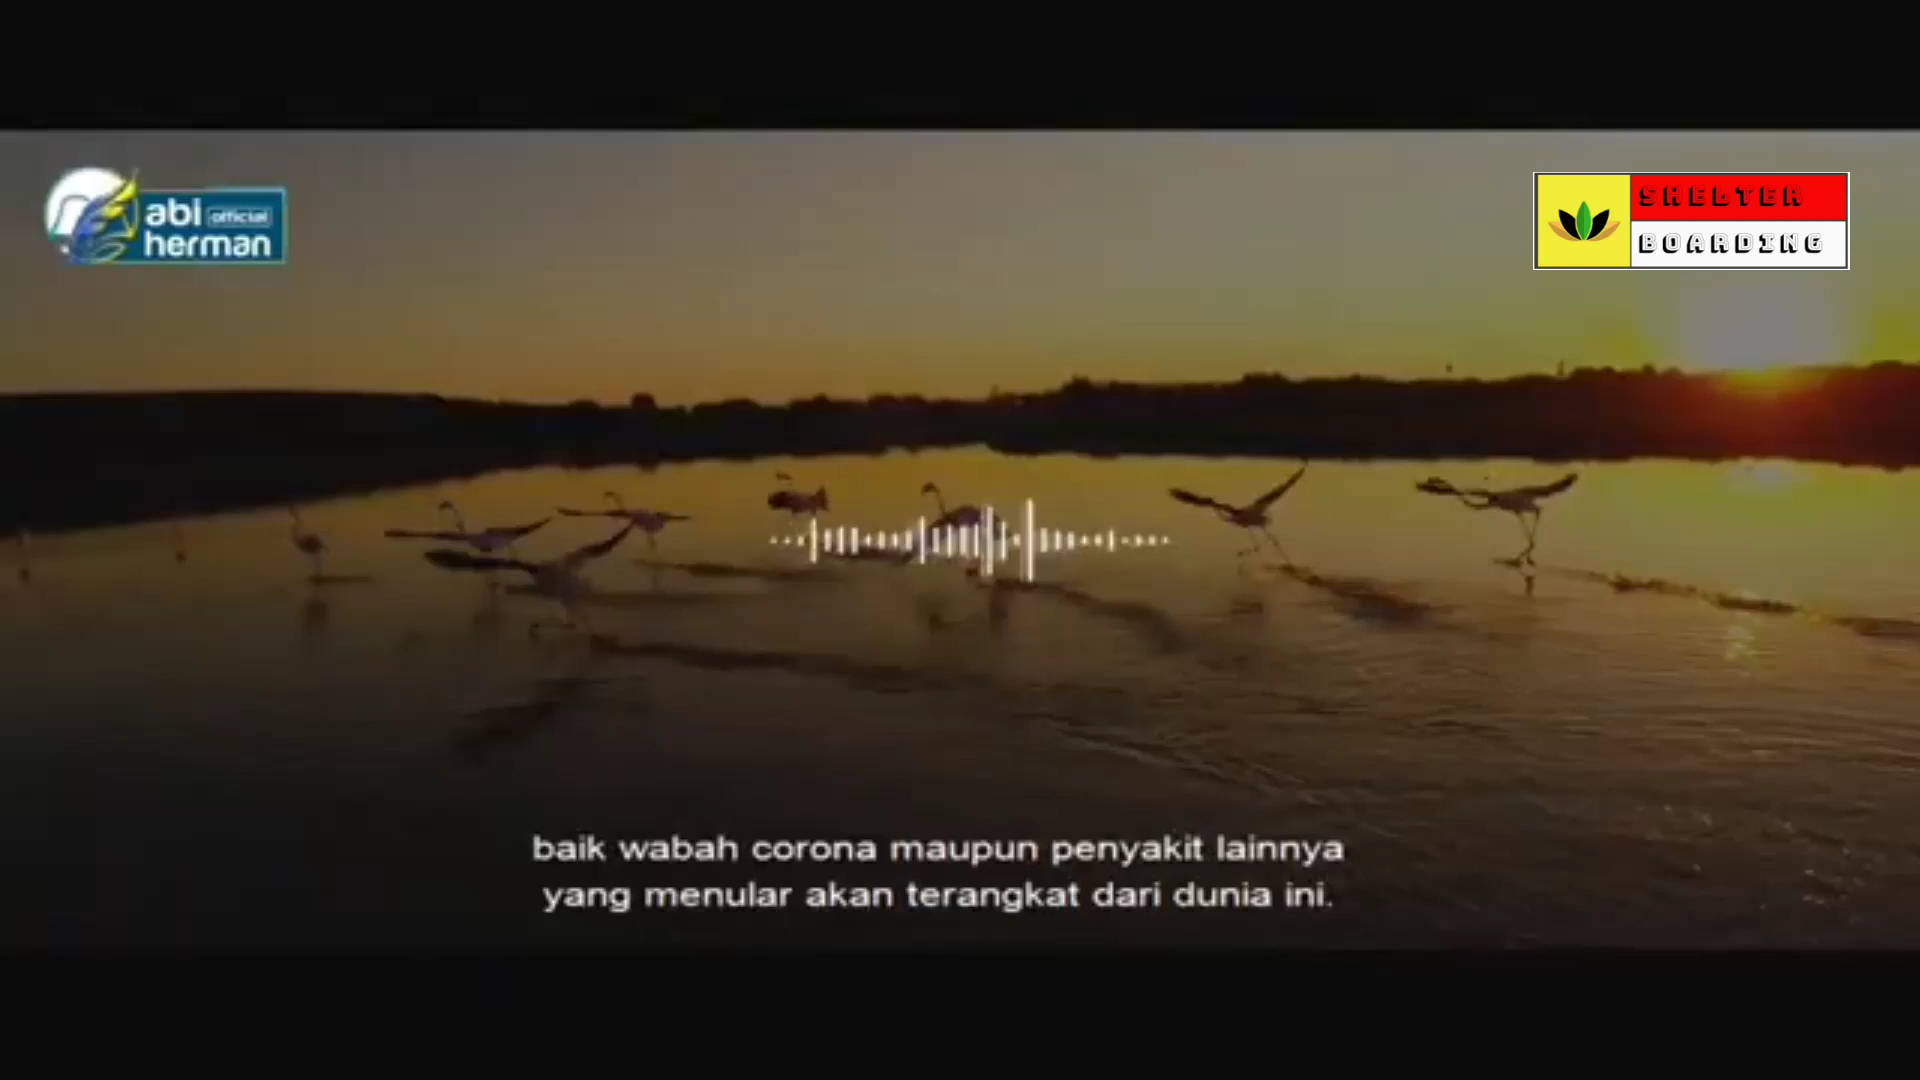 abi official
herman
SHELTER
BOARDING
baik wabah corona maupun penyakit lainnya
yang menular akan terangkat dari dunia ini.